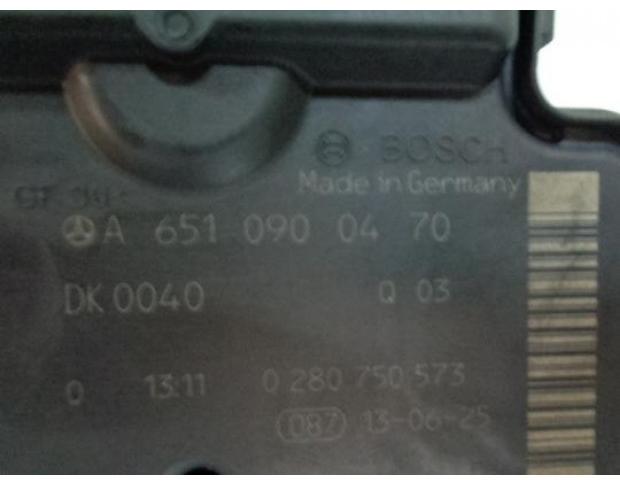 BOSCH
Made in Germany
A 651 090 04 70
DK 0040 Q 03
0 13:11 0 280 750 573
087 13-06-25